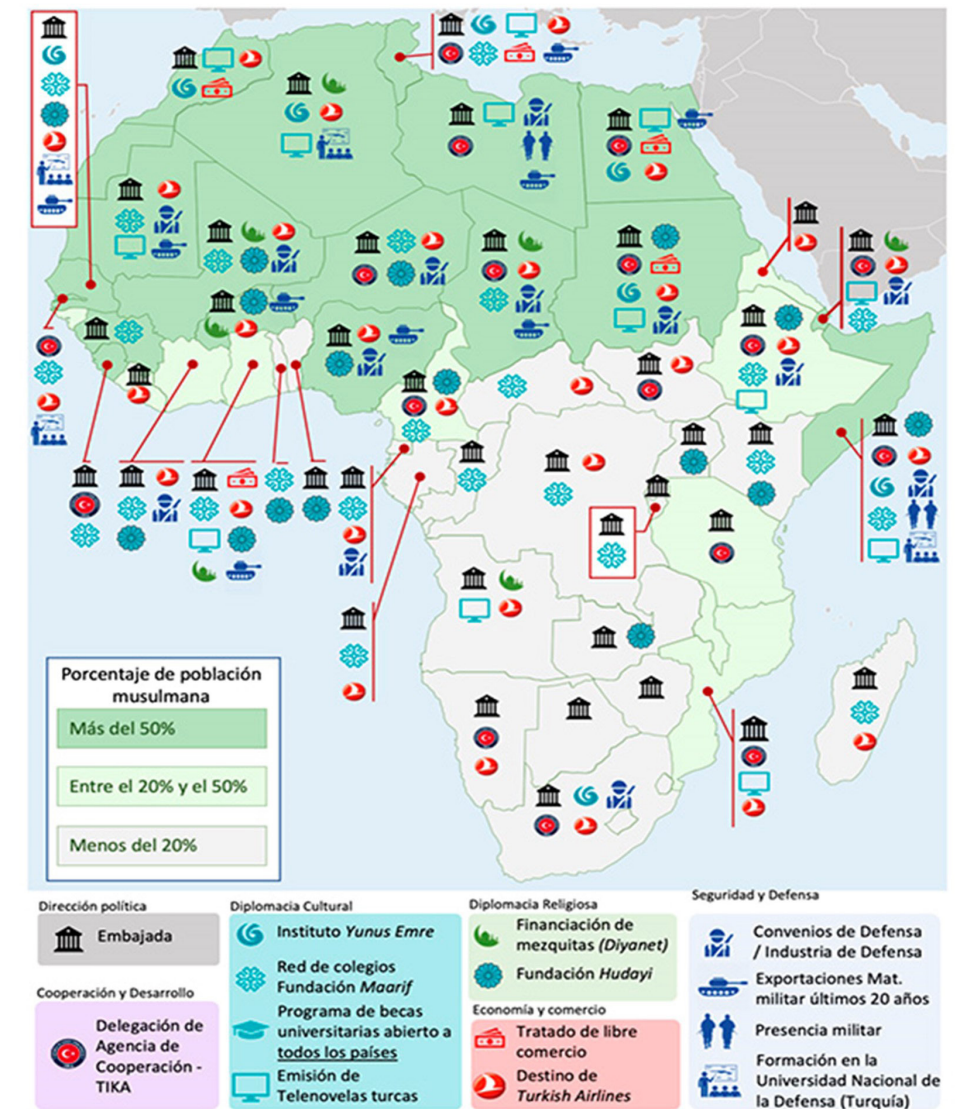 Porcentaje de población
musulmana
Más del 50%
Entre el 20% y el 50%
Menos del 20%
Dirección política
Embajada
Cooperación y Desarrollo
Delegación de
Agencia de
Cooperación -
TIKA
Diplomacia Cultural
Instituto Yunus Emre
Red de colegios
Fundación Maarif
Programa de becas
universitarias abierto a
todos los países
Emisión de
Telenovelas turcas
Diplomacia Religiosa
Financiación de
mezquitas (Diyanet)
Fundación Hudayi
Economía y comercio
Tratado de libre
comercio
Destino de
Turkish Airlines
Seguridad y Defensa
Convenios de Defensa
/ Industria de Defensa
Exportaciones Mat.
militar últimos 20 años
Presencia militar
Formación en la
Universidad Nacional de
la Defensa (Turquía)